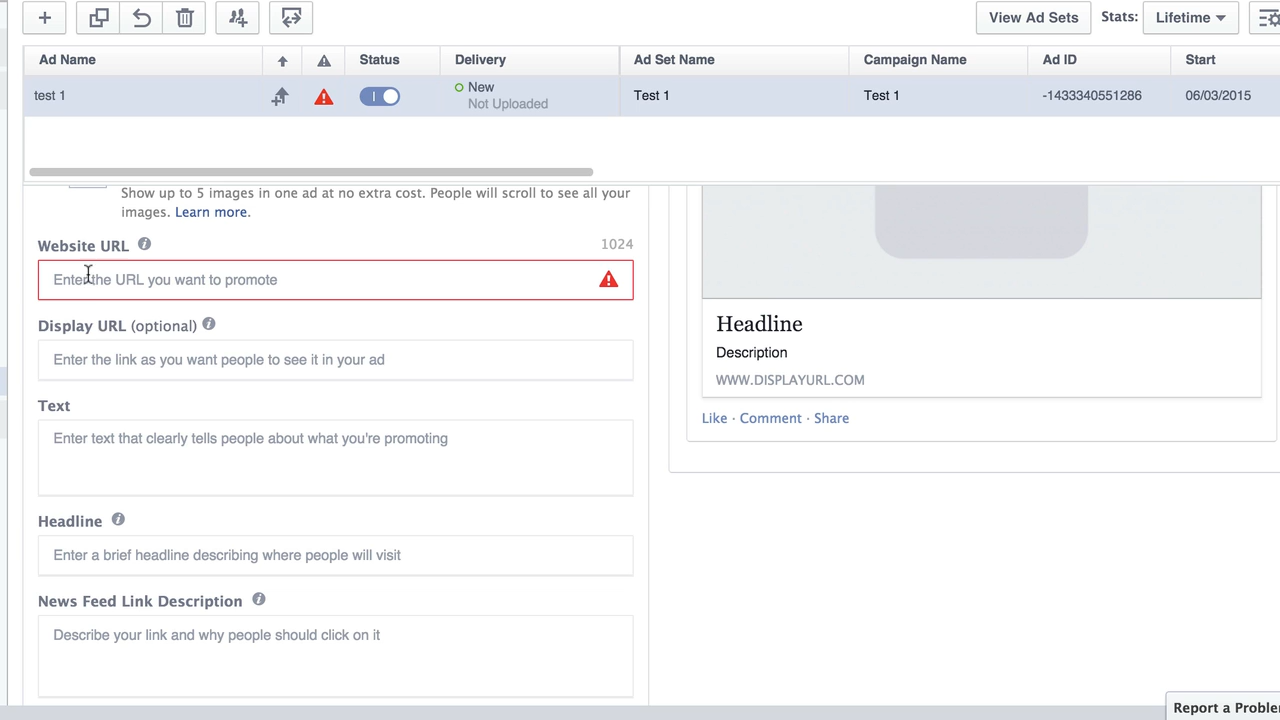 View Ad Sets
Stats:
Lifetime
Ad Name
Status
Delivery
Ad Set Name
Campaign Name
Ad ID
Start
test 1
New
Not Uploaded
Test 1
Test 1
-1433340551286
06/03/2015
Show up to 5 images in one ad at no extra cost. People will scroll to see all your
images. Learn more.
Website URL
1024
Enter the URL you want to promote
Display URL (optional)
Enter the link as you want people to see it in your ad
Text
Enter text that clearly tells people about what you're promoting
Headline
Enter a brief headline describing where people will visit
News Feed Link Description
Describe your link and why people should click on it
Headline
Description
WWW.DISPLAYURL.COM
Like · Comment · Share
Report a Proble